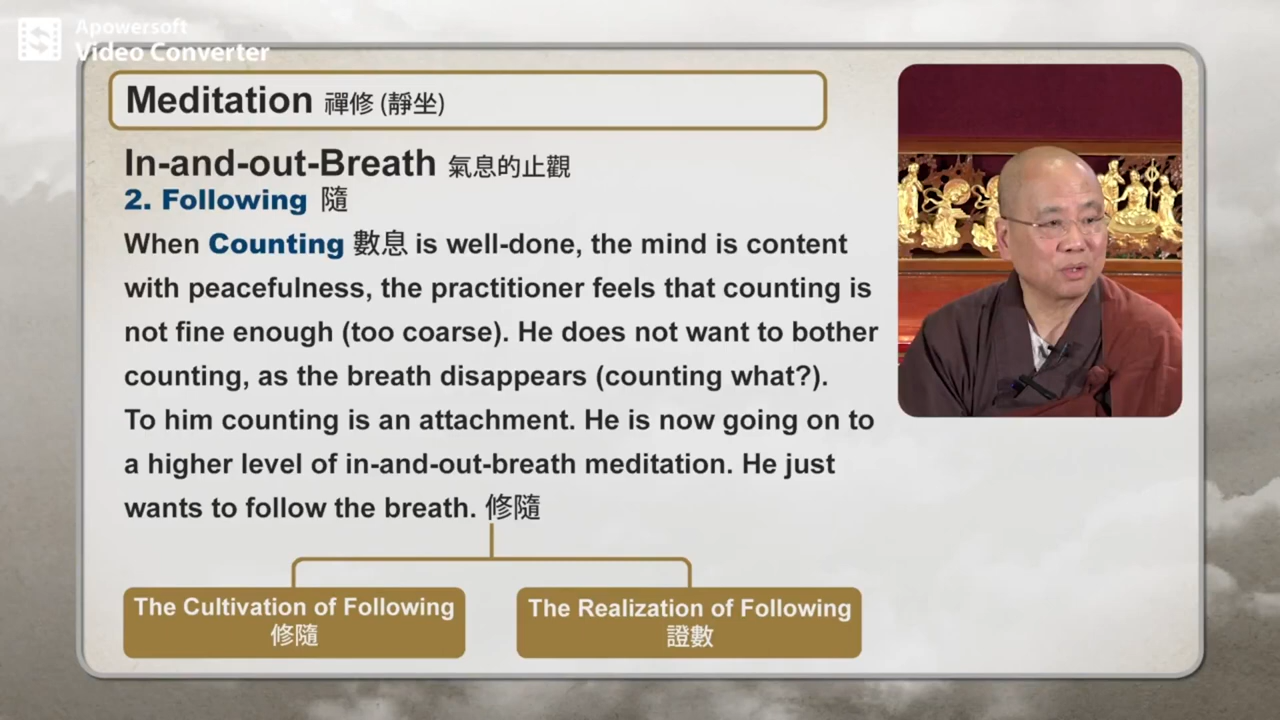 Apowersoft
Video Converter
Meditation 禪修 (靜坐)
In-and-out-Breath 氣息的止觀
2. Following 隨
When Counting 數息 is well-done, the mind is content
with peacefulness, the practitioner feels that counting is
not fine enough (too coarse). He does not want to bother
counting, as the breath disappears (counting what?).
To him counting is an attachment. He is now going on to
a higher level of in-and-out-breath meditation. He just
wants to follow the breath. 修隨
The Cultivation of Following
修隨
The Realization of Following
證數